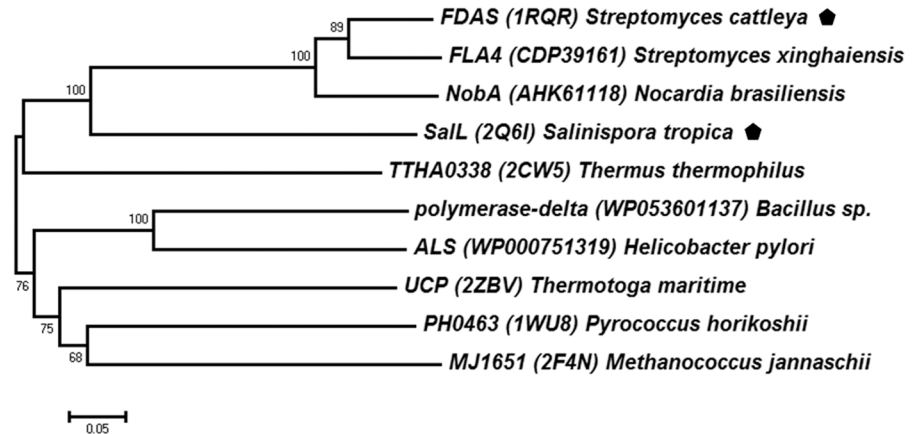 FDAS (1RQR) Streptomyces cattleya
89
FLA4 (CDP39161) Streptomyces xinghaiensis
100
NobA (AHK61118) Nocardia brasiliensis
100
SalL (2Q6I) Salinispora tropica
TTHA0338 (2CW5) Thermus thermophilus
polymerase-delta (WP053601137) Bacillus sp.
100
ALS (WP000751319) Helicobacter pylori
76
UCP (2ZBV) Thermotoga maritime
75
PH0463 (1WU8) Pyrococcus horikoshii
68
MJ1651 (2F4N) Methanococcus jannaschii
0.05